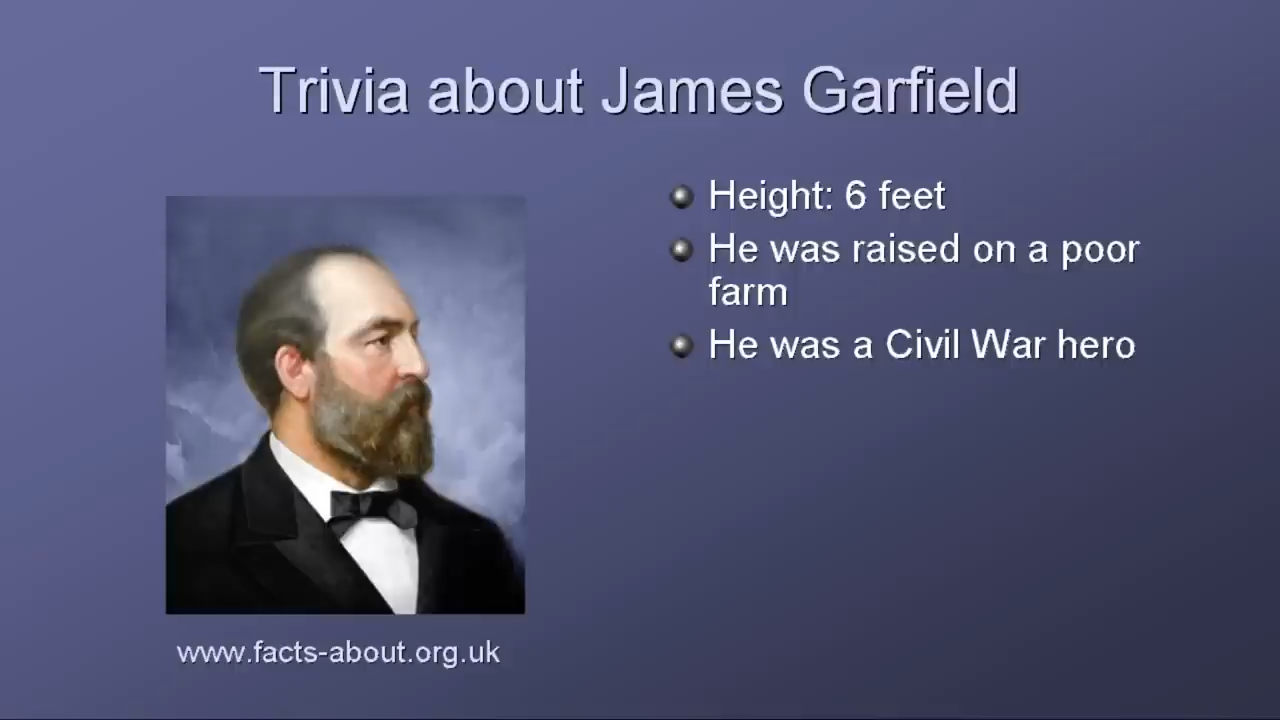 Trivia about James Garfield
Height: 6 feet
He was raised on a poor
farm
He was a Civil War hero
www.facts-about.org.uk